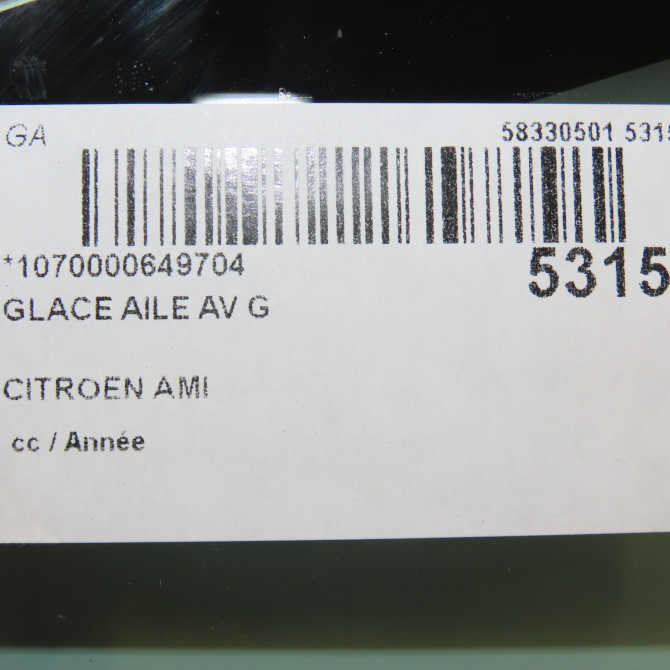 GA
58330501 5315
*1070000649704
5315
GLACE AILE AV G
CITROEN AMI
cc / Année